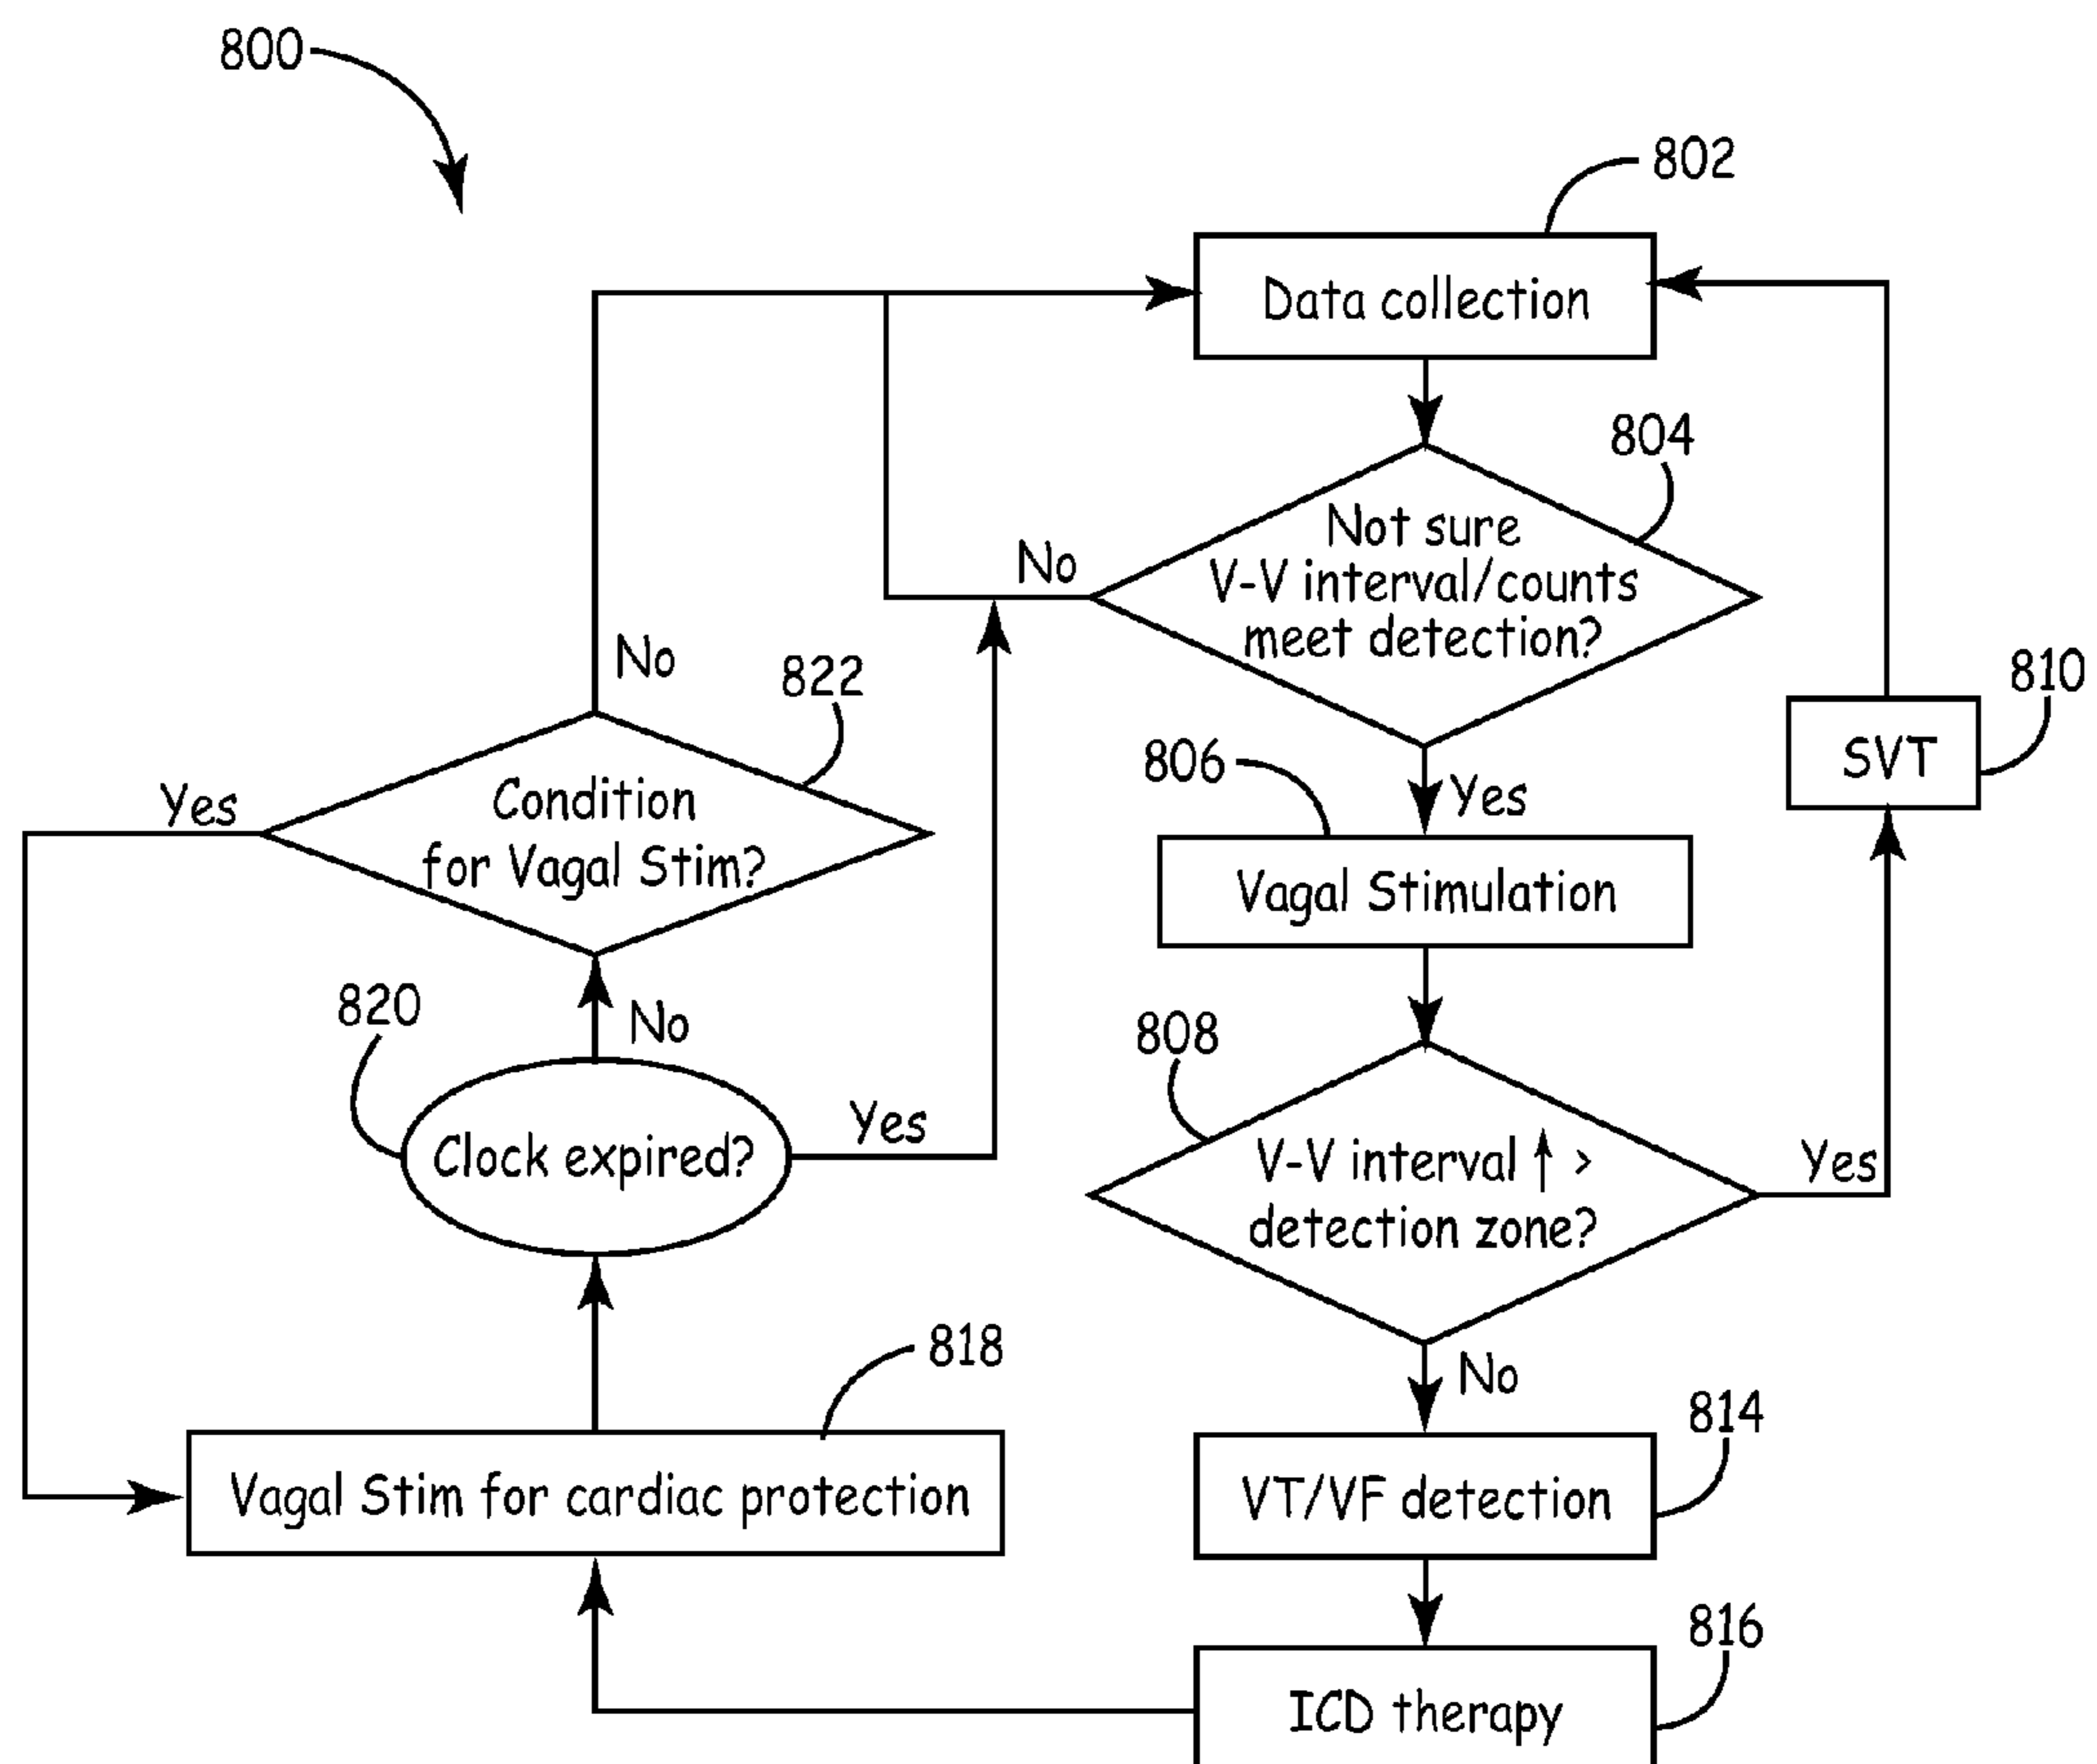 800
802
Data collection
804
Not sure
V-V interval/counts
meet detection?
No
Yes
806
Vagal Stimulation
810
SVT
808
V-V interval ↑ >
detection zone?
Yes
No
814
VT/VF detection
816
ICD therapy
818
Vagal Stim for cardiac protection
820
Clock expired?
Yes
No
822
Condition
for Vagal Stim?
Yes
No